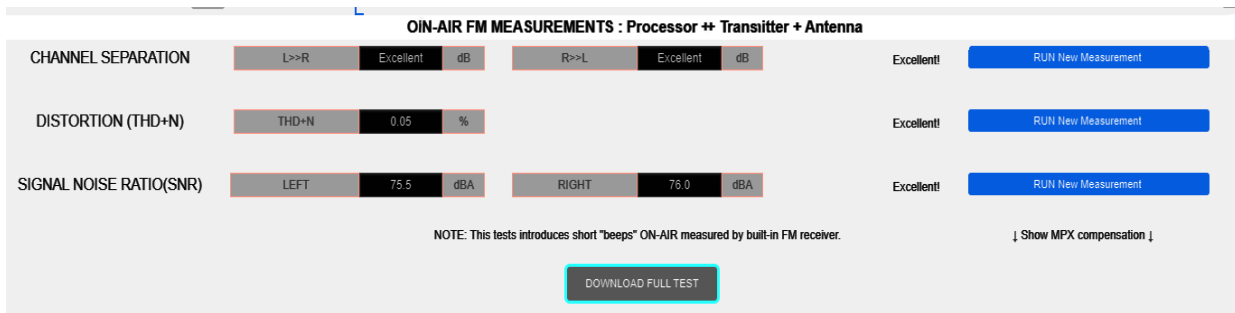 OiN-AIR FM MEASUREMENTS : Processor ++ Transiitter + Antenna
CHANNEL SEPARATION L>>R Excellent dB R>>L Excellent dB Excellent! RUN New Measurement
DISTORTION (THD+N) THD+N 0.05 % Excellent! RUN New Measurement
SIGNAL NOISE RATIO(SNR) LEFT 75.5 dBA RIGHT 76.0 dBA Excellent! RUN New Measurement
NOTE: This tests introduces short "beeps" ON-AIR measured by built-in FM receiver. ↓ Show MPX compensation ↓
DOWNLOAD FULL TEST